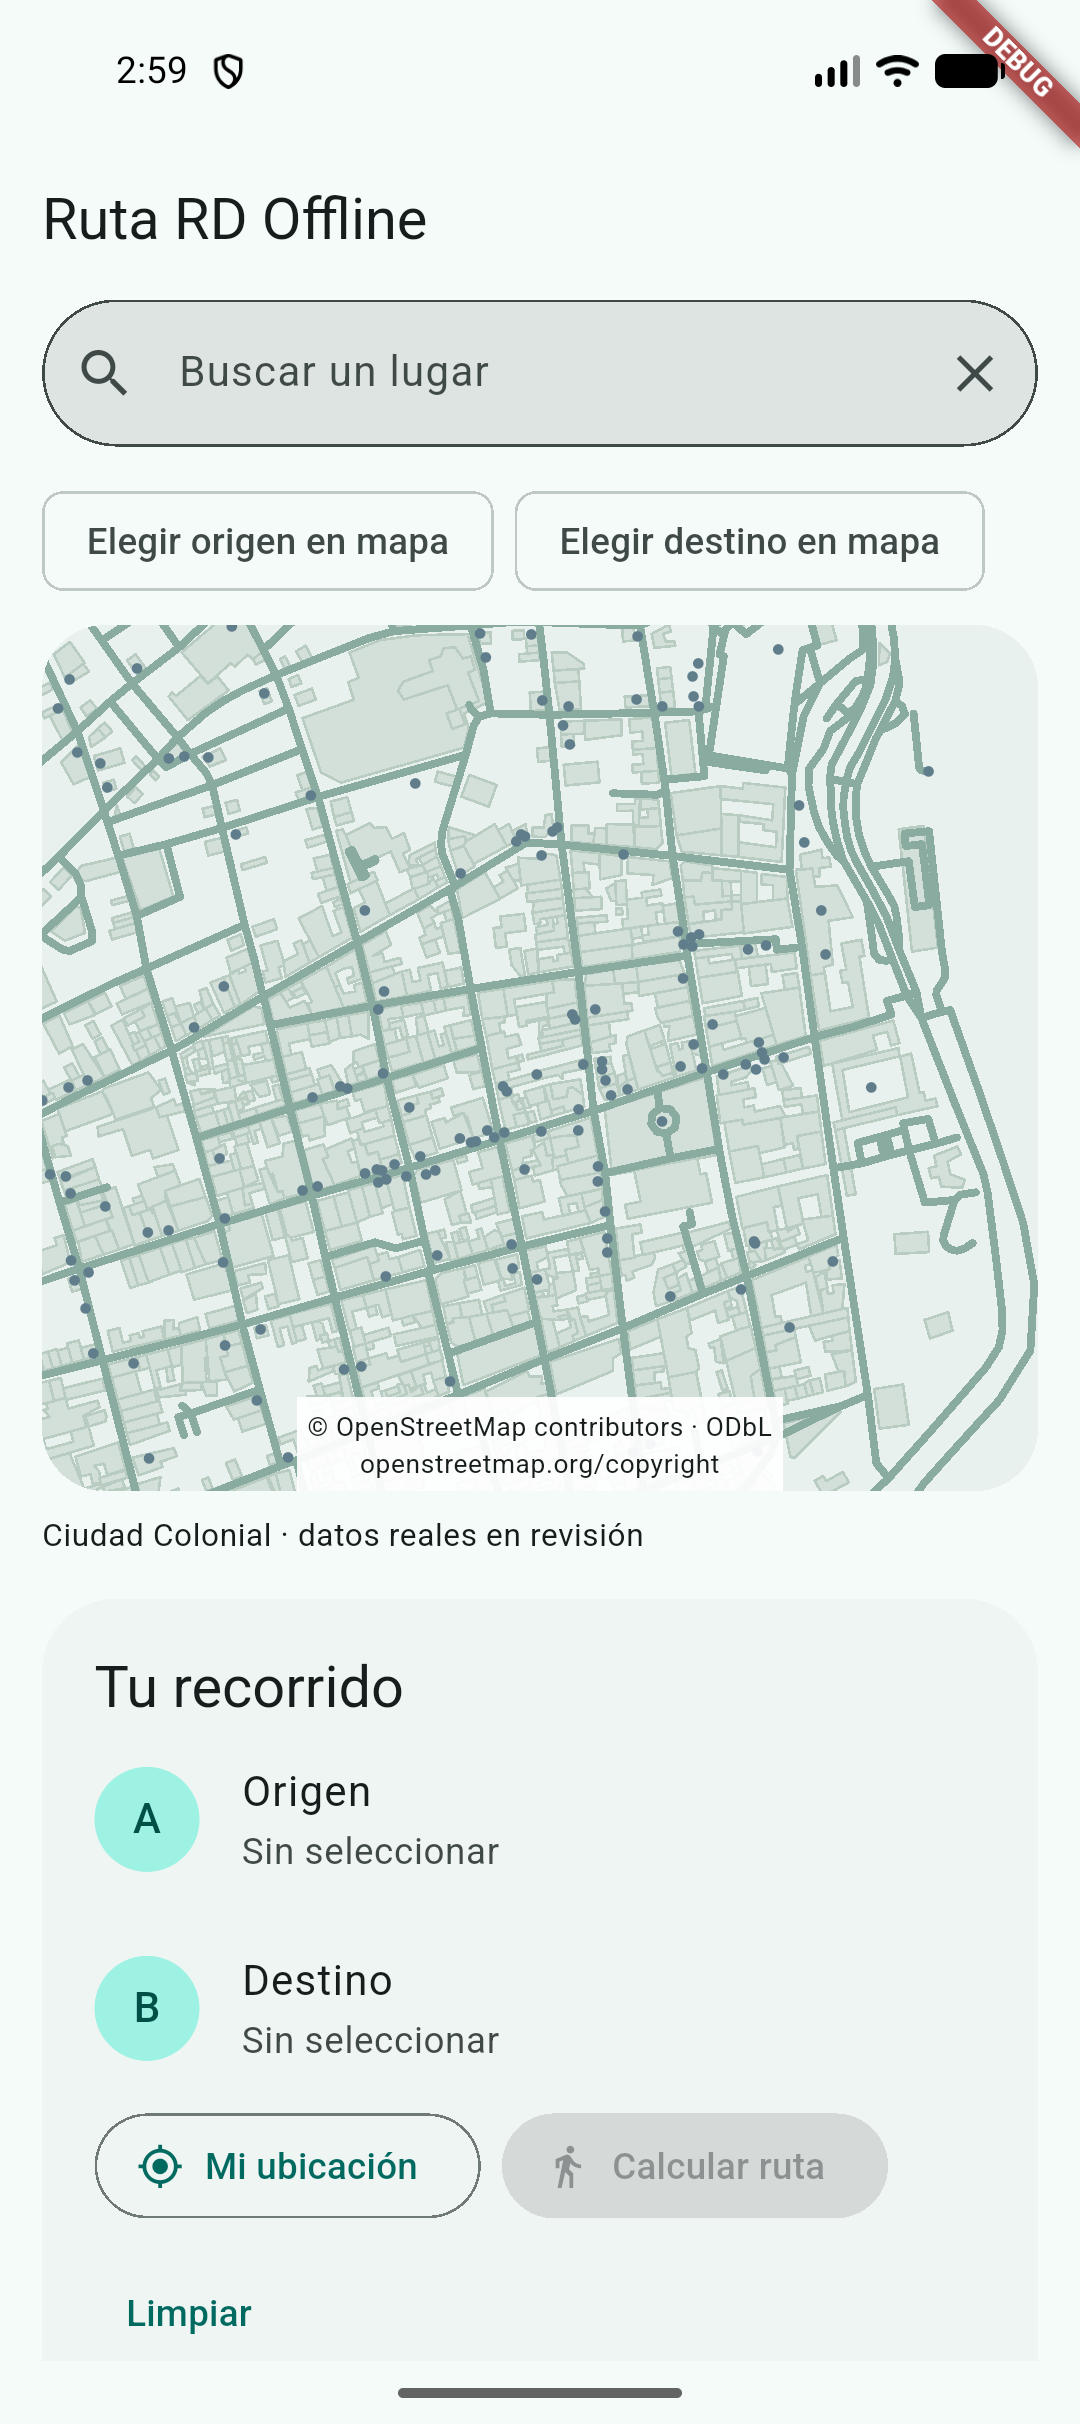 2:59
DEBUG
Ruta RD Offline
Buscar un lugar
Elegir origen en mapa
Elegir destino en mapa
© OpenStreetMap contributors · ODbL
openstreetmap.org/copyright
Ciudad Colonial · datos reales en revisión
Tu recorrido
A
Origen
Sin seleccionar
B
Destino
Sin seleccionar
Mi ubicación
Calcular ruta
Limpiar